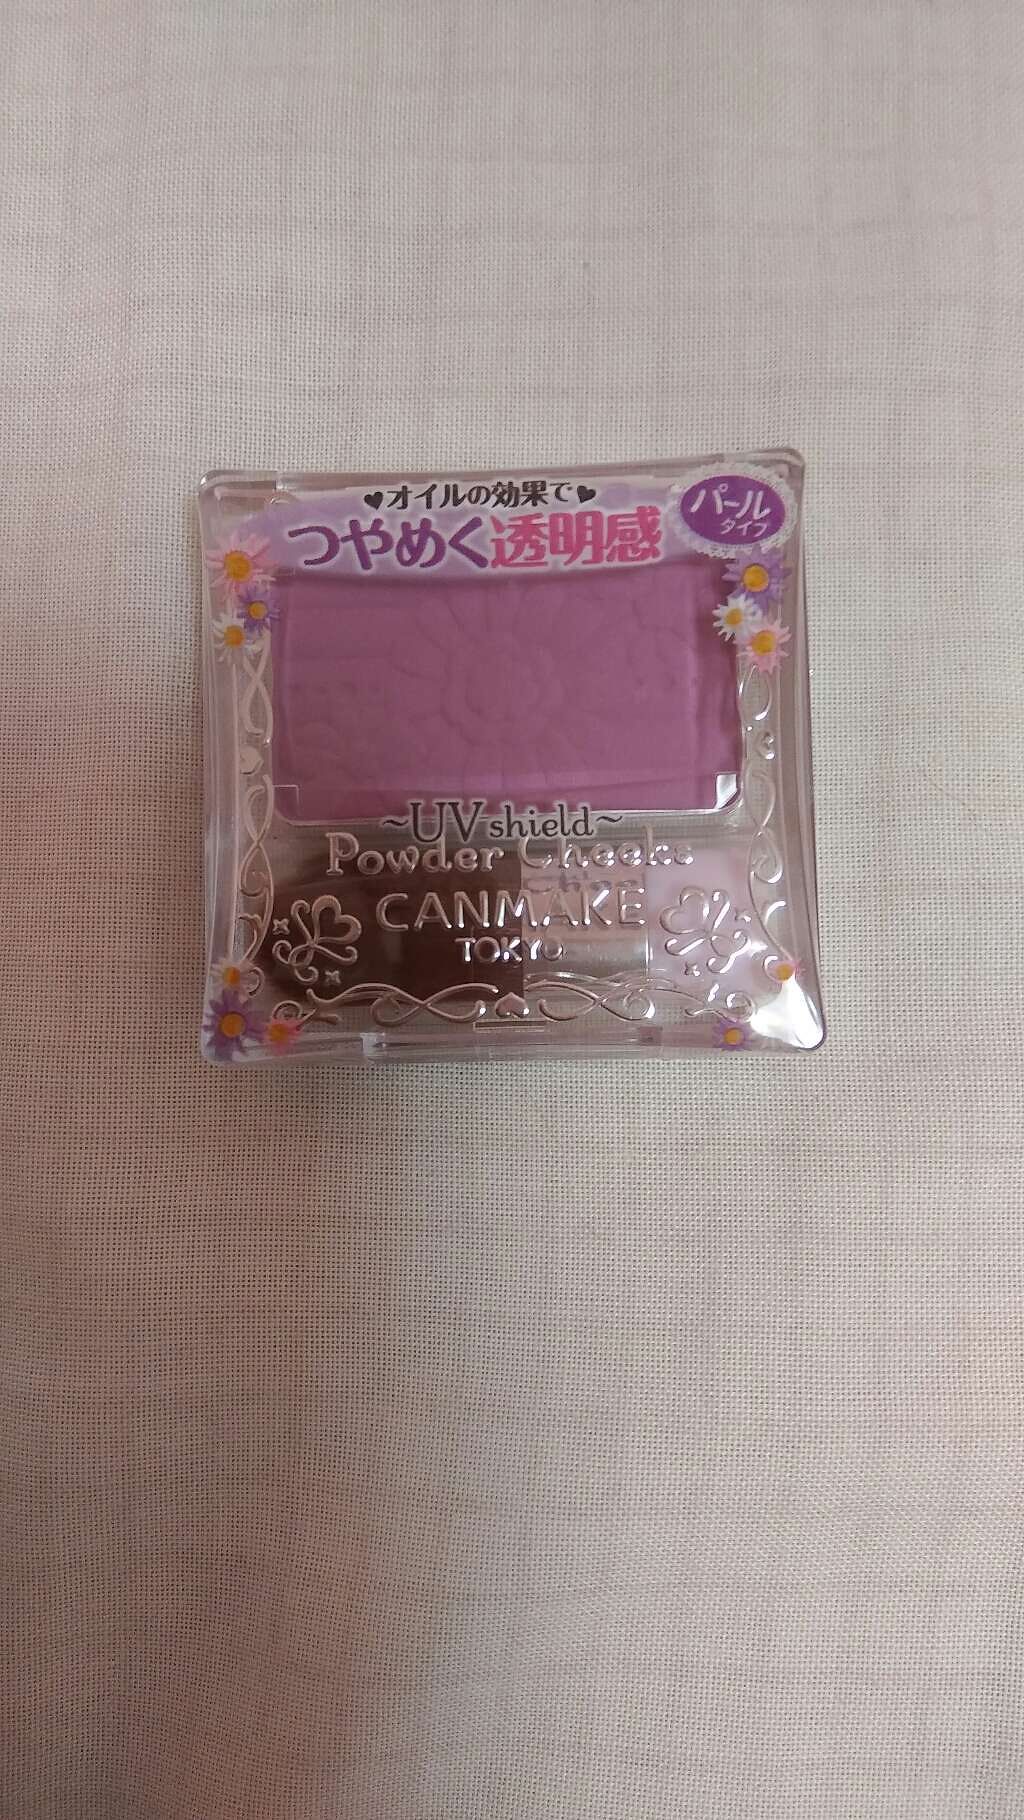 ♥オイルの効果で♥
つやめく透明感
パール
タイプ
~UV shield~
Powder Cheeks
CANMAKE
TOKYO